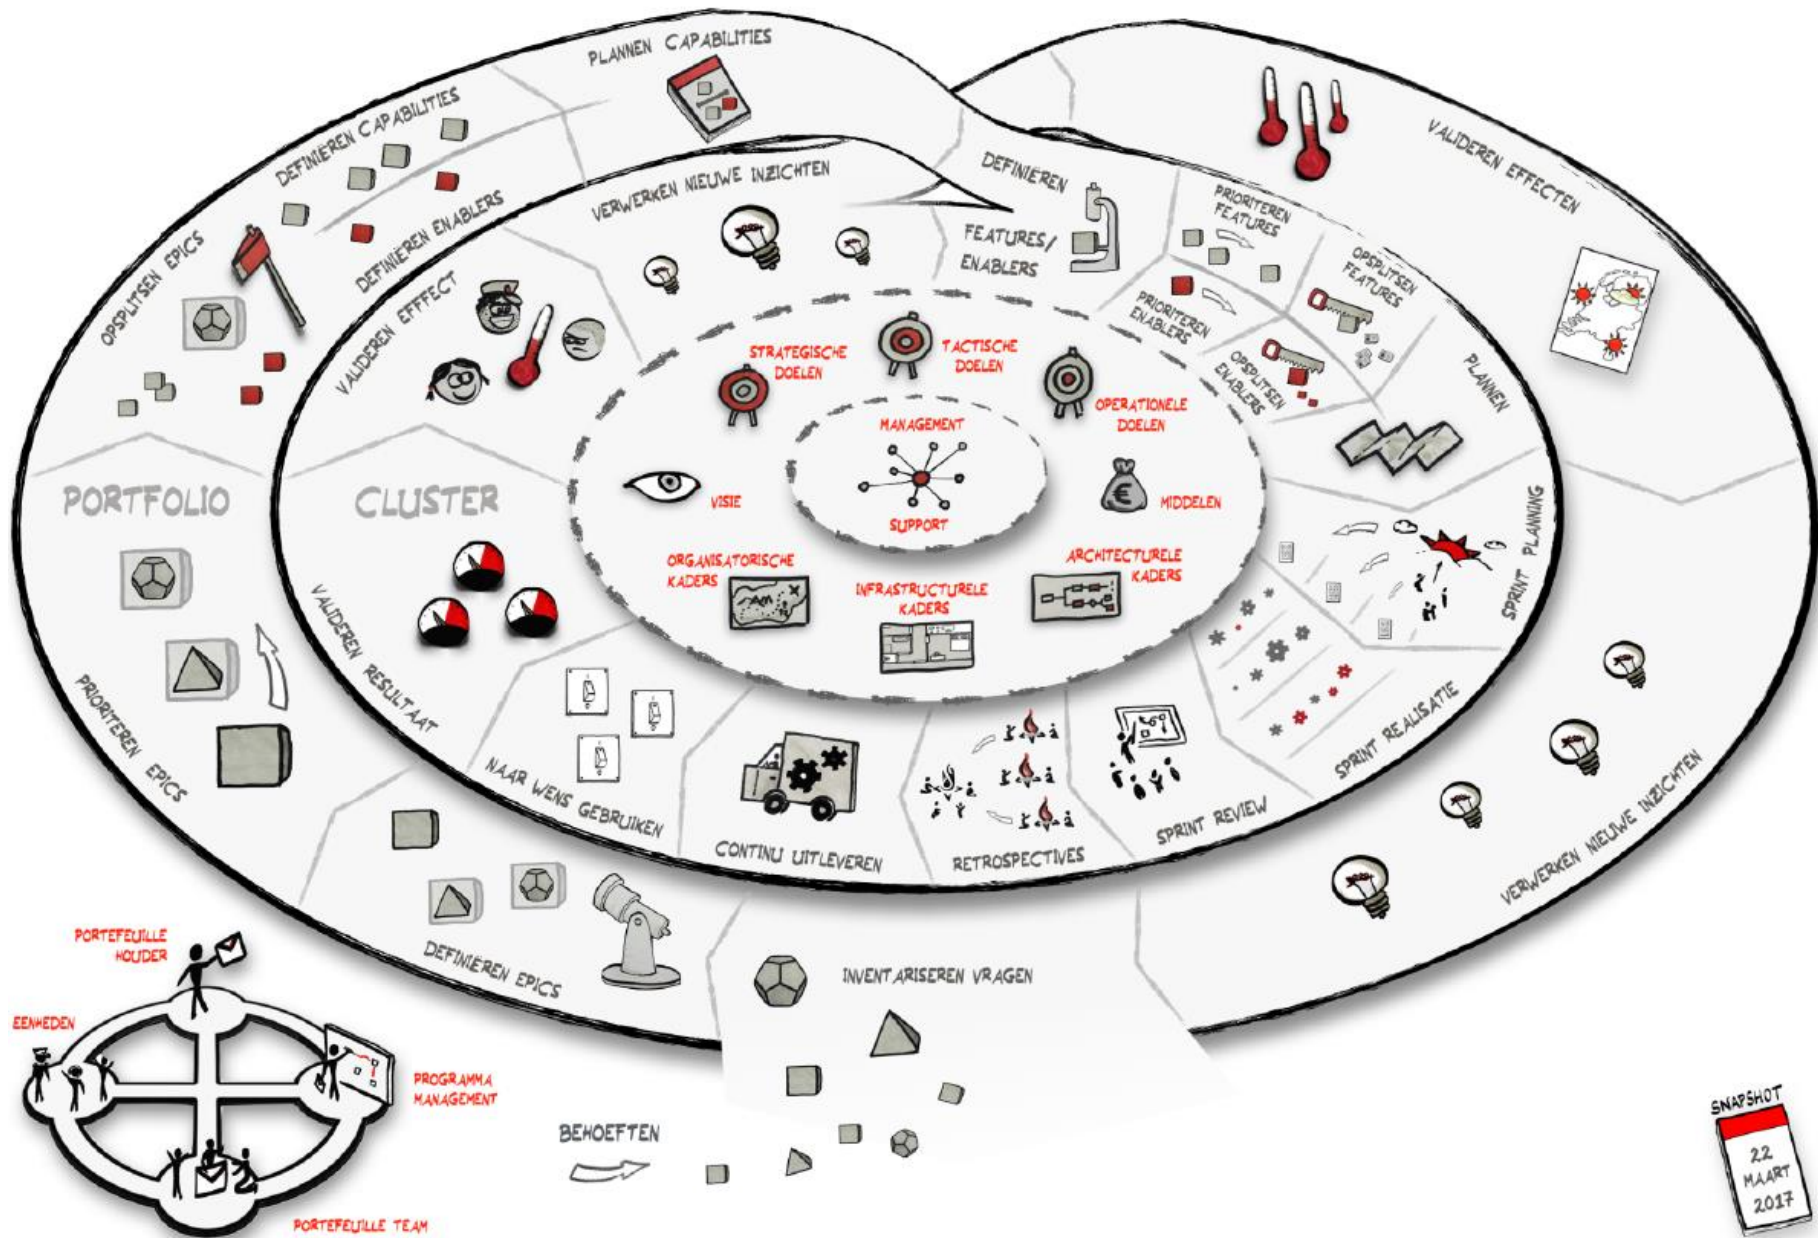 PLANNEN CAPABILITIES
DEFINIËREN CAPABILITIES
DEFINIËREN ENABLERS
OPSPLITSEN EPICS
PORTFOLIO
PRIORITEREN EPICS
DEFINIËREN EPICS
INVENTARISEREN VRAGEN
BEHOEFTEN
VERWERKEN NIEUWE INZICHTEN
VALIDEREN EFFECTEN
VERWERKEN NIEUWE INZICHTEN
DEFINIËREN
FEATURES/
ENABLERS
PRIORITEREN
FEATURES
PRIORITEREN
ENABLERS
OPSPLITSEN
FEATURES
OPSPLITSEN
ENABLERS
PLANNEN
SPRINT PLANNING
SPRINT REALISATIE
SPRINT REVIEW
RETROSPECTIVES
CONTINU UITLEVEREN
NAAR WENS GEBRUIKEN
VALIDEREN RESULTAAT
CLUSTER
VALIDEREN EFFECT
STRATEGISCHE
DOELEN
TACTISCHE
DOELEN
OPERATIONELE
DOELEN
MIDDELEN
ARCHITECTURELE
KADERS
INFRASTRUCTURELE
KADERS
ORGANISATORISCHE
KADERS
VISIE
MANAGEMENT
SUPPORT
€
PORTEFEUILLE
HOUDER
EENHEDEN
PROGRAMMA
MANAGEMENT
PORTEFEUILLE TEAM
SNAPSHOT
22
MAART
2017